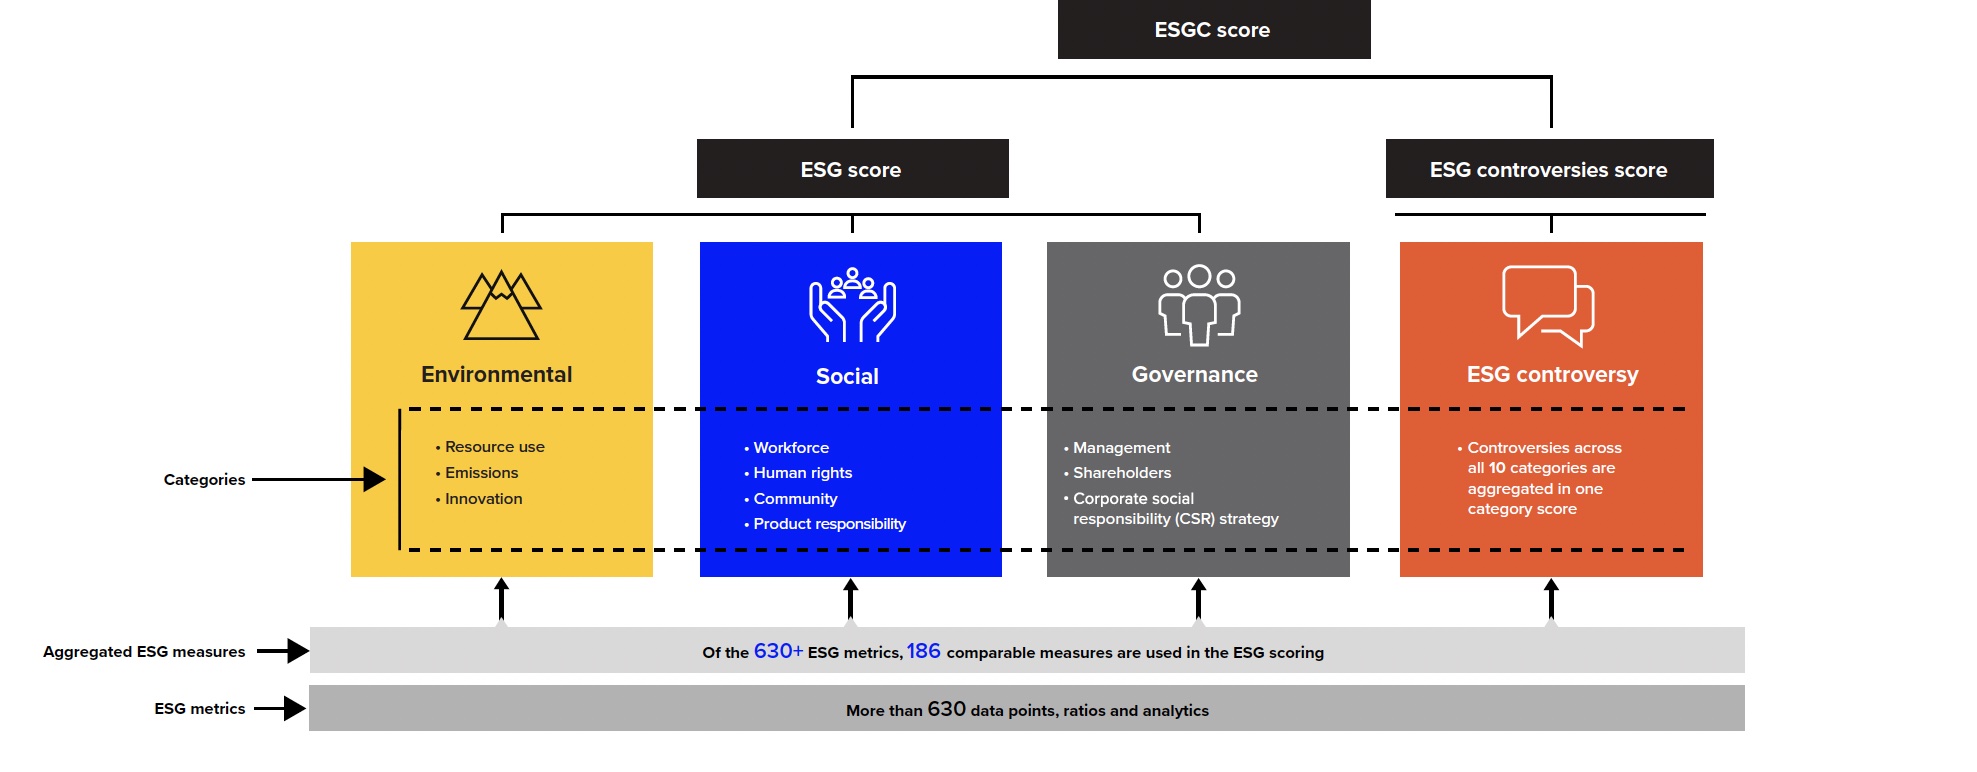 ESGC score
ESG score
ESG controversies score
Environmental
Social
Governance
ESG controversy
Categories
• Resource use
• Emissions
• Innovation
• Workforce
• Human rights
• Community
• Product responsibility
• Management
• Shareholders
• Corporate social
responsibility (CSR) strategy
• Controversies across
all 10 categories are
aggregated in one
category score
Aggregated ESG measures
Of the 630+ ESG metrics, 186 comparable measures are used in the ESG scoring
ESG metrics
More than 630 data points, ratios and analytics